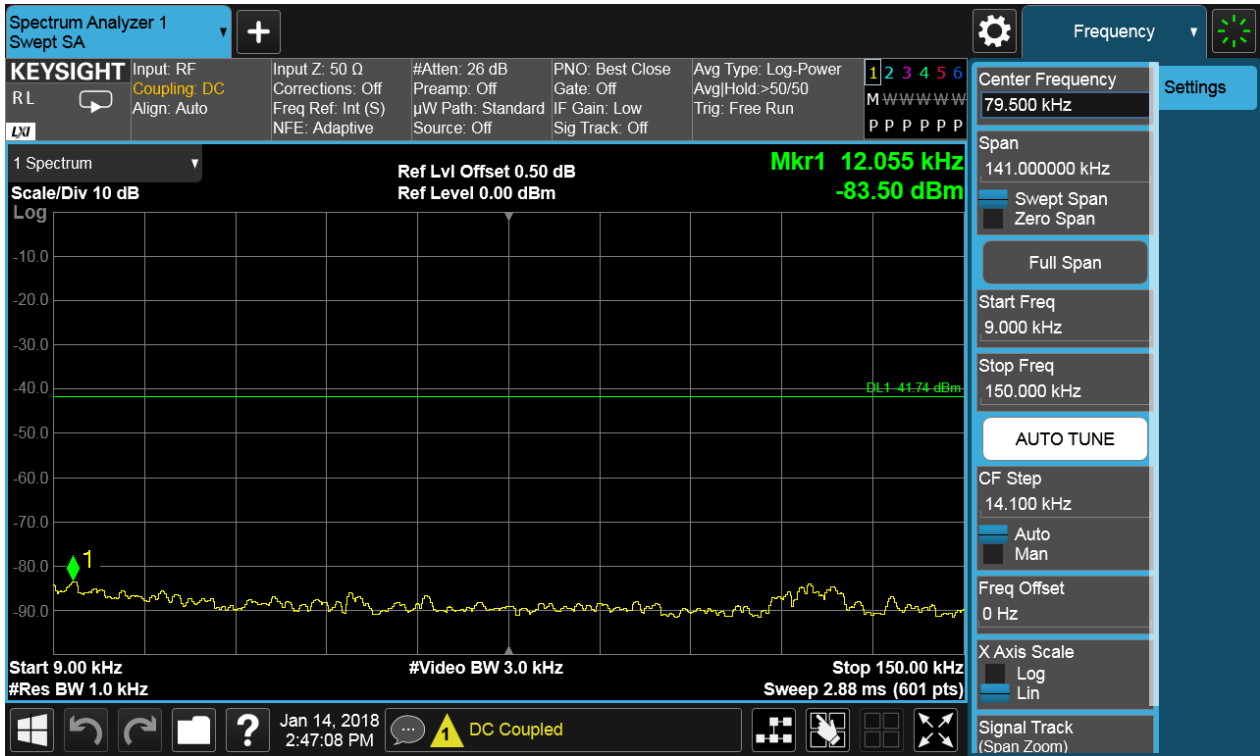 Spectrum Analyzer 1
Swept SA
+
Frequency
KEYSIGHT
R L
LXI
Input: RF
Coupling: DC
Align: Auto
Input Z: 50 Ω
Corrections: Off
Freq Ref: Int (S)
NFE: Adaptive
#Atten: 26 dB
Preamp: Off
µW Path: Standard
Source: Off
PNO: Best Close
Gate: Off
IF Gain: Low
Sig Track: Off
Avg Type: Log-Power
Avg|Hold:>50/50
Trig: Free Run
1 2 3 4 5 6
M W W W W W
P P P P P P
1 Spectrum
Scale/Div 10 dB
Ref Lvl Offset 0.50 dB
Ref Level 0.00 dBm
Mkr1 12.055 kHz
-83.50 dBm
Log
-10.0
-20.0
-30.0
-40.0
DL1 -41.74 dBm
-50.0
-60.0
-70.0
-80.0
1
-90.0
Start 9.00 kHz
#Video BW 3.0 kHz
Stop 150.00 kHz
#Res BW 1.0 kHz
Sweep 2.88 ms (601 pts)
?
Jan 14, 2018
2:47:08 PM
1
DC Coupled
Center Frequency
79.500 kHz
Span
141.000000 kHz
Swept Span
Zero Span
Full Span
Start Freq
9.000 kHz
Stop Freq
150.000 kHz
AUTO TUNE
CF Step
14.100 kHz
Auto
Man
Freq Offset
0 Hz
X Axis Scale
Log
Lin
Signal Track
(Span Zoom)
Settings